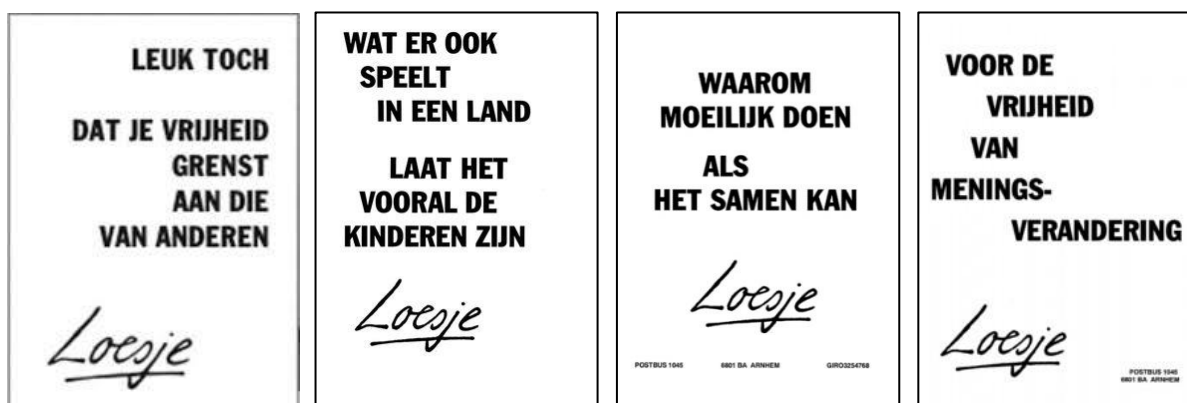 LEUK TOCH
DAT JE VRIJHEID
GRENST
AAN DIE
VAN ANDEREN
Loesje
WAT ER OOK
SPEELT
IN EEN LAND
LAAT HET
VOORAL DE
KINDEREN ZIJN
Loesje
WAAROM
MOEILIJK DOEN
ALS
HET SAMEN KAN
Loesje
POSTBUS 1045 6801 BA ARNHEM GIRO3254768
VOOR DE
VRIJHEID
VAN
MENINGS-
VERANDERING
Loesje
POSTBUS 1045
6801 BA ARNHEM